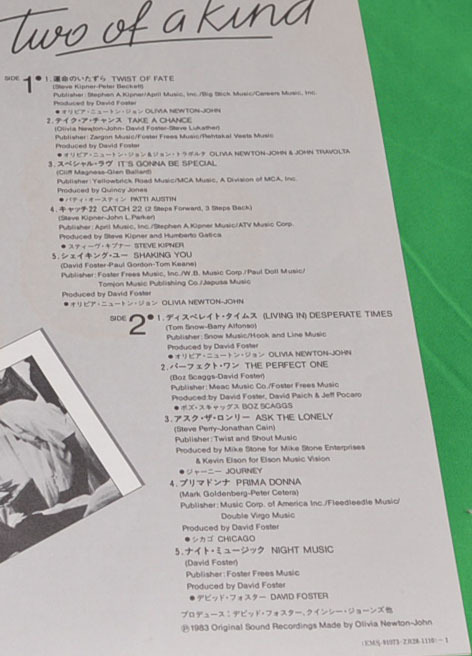 two of a kind
SIDE 1● 1. 運命のいたずら TWIST OF FATE
(Steve Kipner-Peter Beckett)
Publisher: Stephen A.Kipner/April Music, Inc./Big Stick Music/Careers Music, Inc.
Produced by David Foster
●オリビア・ニュートン・ジョン OLIVIA NEWTON-JOHN
2. テイク・ア・チャンス TAKE A CHANCE
(Olivia Newton-John-David Foster-Steve Lukather)
Publisher: Zargon Music/Foster Frees Music/Rehtakal Veets Music
Produced by David Foster
●オリビア・ニュートン・ジョン&ジョン・トラボルタ OLIVIA NEWTON-JOHN & JOHN TRAVOLTA
3. スペシャル・ラヴ IT'S GONNA BE SPECIAL
(Cliff Magness-Glen Ballard)
Publisher: Yellowbrick Road Music/MCA Music, A Division of MCA, Inc.
Produced by Quincy Jones
●パティ・オースティン PATTI AUSTIN
4. キャッチ22 CATCH 22 (2 Steps Forward, 3 Steps Back)
(Steve Kipner-John L.Parker)
Publisher: April Music, Inc./Stephen A.Kipner Music/ATV Music Corp.
Produced by Steve Kipner and Humberto Gatica
●スティーヴ・キプナー STEVE KIPNER
5. シェイキング・ユー SHAKING YOU
(David Foster-Paul Gordon-Tom Keane)
Publisher: Foster Frees Music, Inc./W.B. Music Corp./Paul Doll Music/
Tomjon Music Publishing Co/Japusa Music
Produced by David Foster
●オリビア・ニュートン・ジョン OLIVIA NEWTON-JOHN
SIDE 2● 1. ディスペレイト・タイムス (LIVING IN) DESPERATE TIMES
(Tom Snow-Barry Alfonso)
Publisher: Snow Music/Hook and Line Music
Produced by David Foster
●オリビア・ニュートン・ジョン OLIVIA NEWTON-JOHN
2. パーフェクト・ワン THE PERFECT ONE
(Boz Scaggs-David Foster)
Publisher: Meac Music Co./Foster Frees Music
Produced by David Foster, David Paich & Jeff Pocaro
●ボズ・スキャッグス BOZ SCAGGS
3. アスク・ザ・ロンリー ASK THE LONELY
(Steve Perry-Jonathan Cain)
Publisher: Twist and Shout Music
Produced by Mike Stone for Mike Stone Enterprises
& Kevin Elson for Elson Music Vision
●ジャーニー JOURNEY
4. プリマドンナ PRIMA DONNA
(Mark Goldenberg-Peter Cetera)
Publisher: Music Corp. of America Inc./Fleedleedle Music/
Double Virgo Music
Produced by David Foster
●シカゴ CHICAGO
5. ナイト・ミュージック NIGHT MUSIC
(David Foster)
Publisher: Foster Frees Music
Produced by David Foster
●デビッド・フォスター DAVID FOSTER
プロデュース：デビッド・フォスター、クインシー・ジョーンズ他
Ⓟ1983 Original Sound Recordings Made by Olivia Newton-John